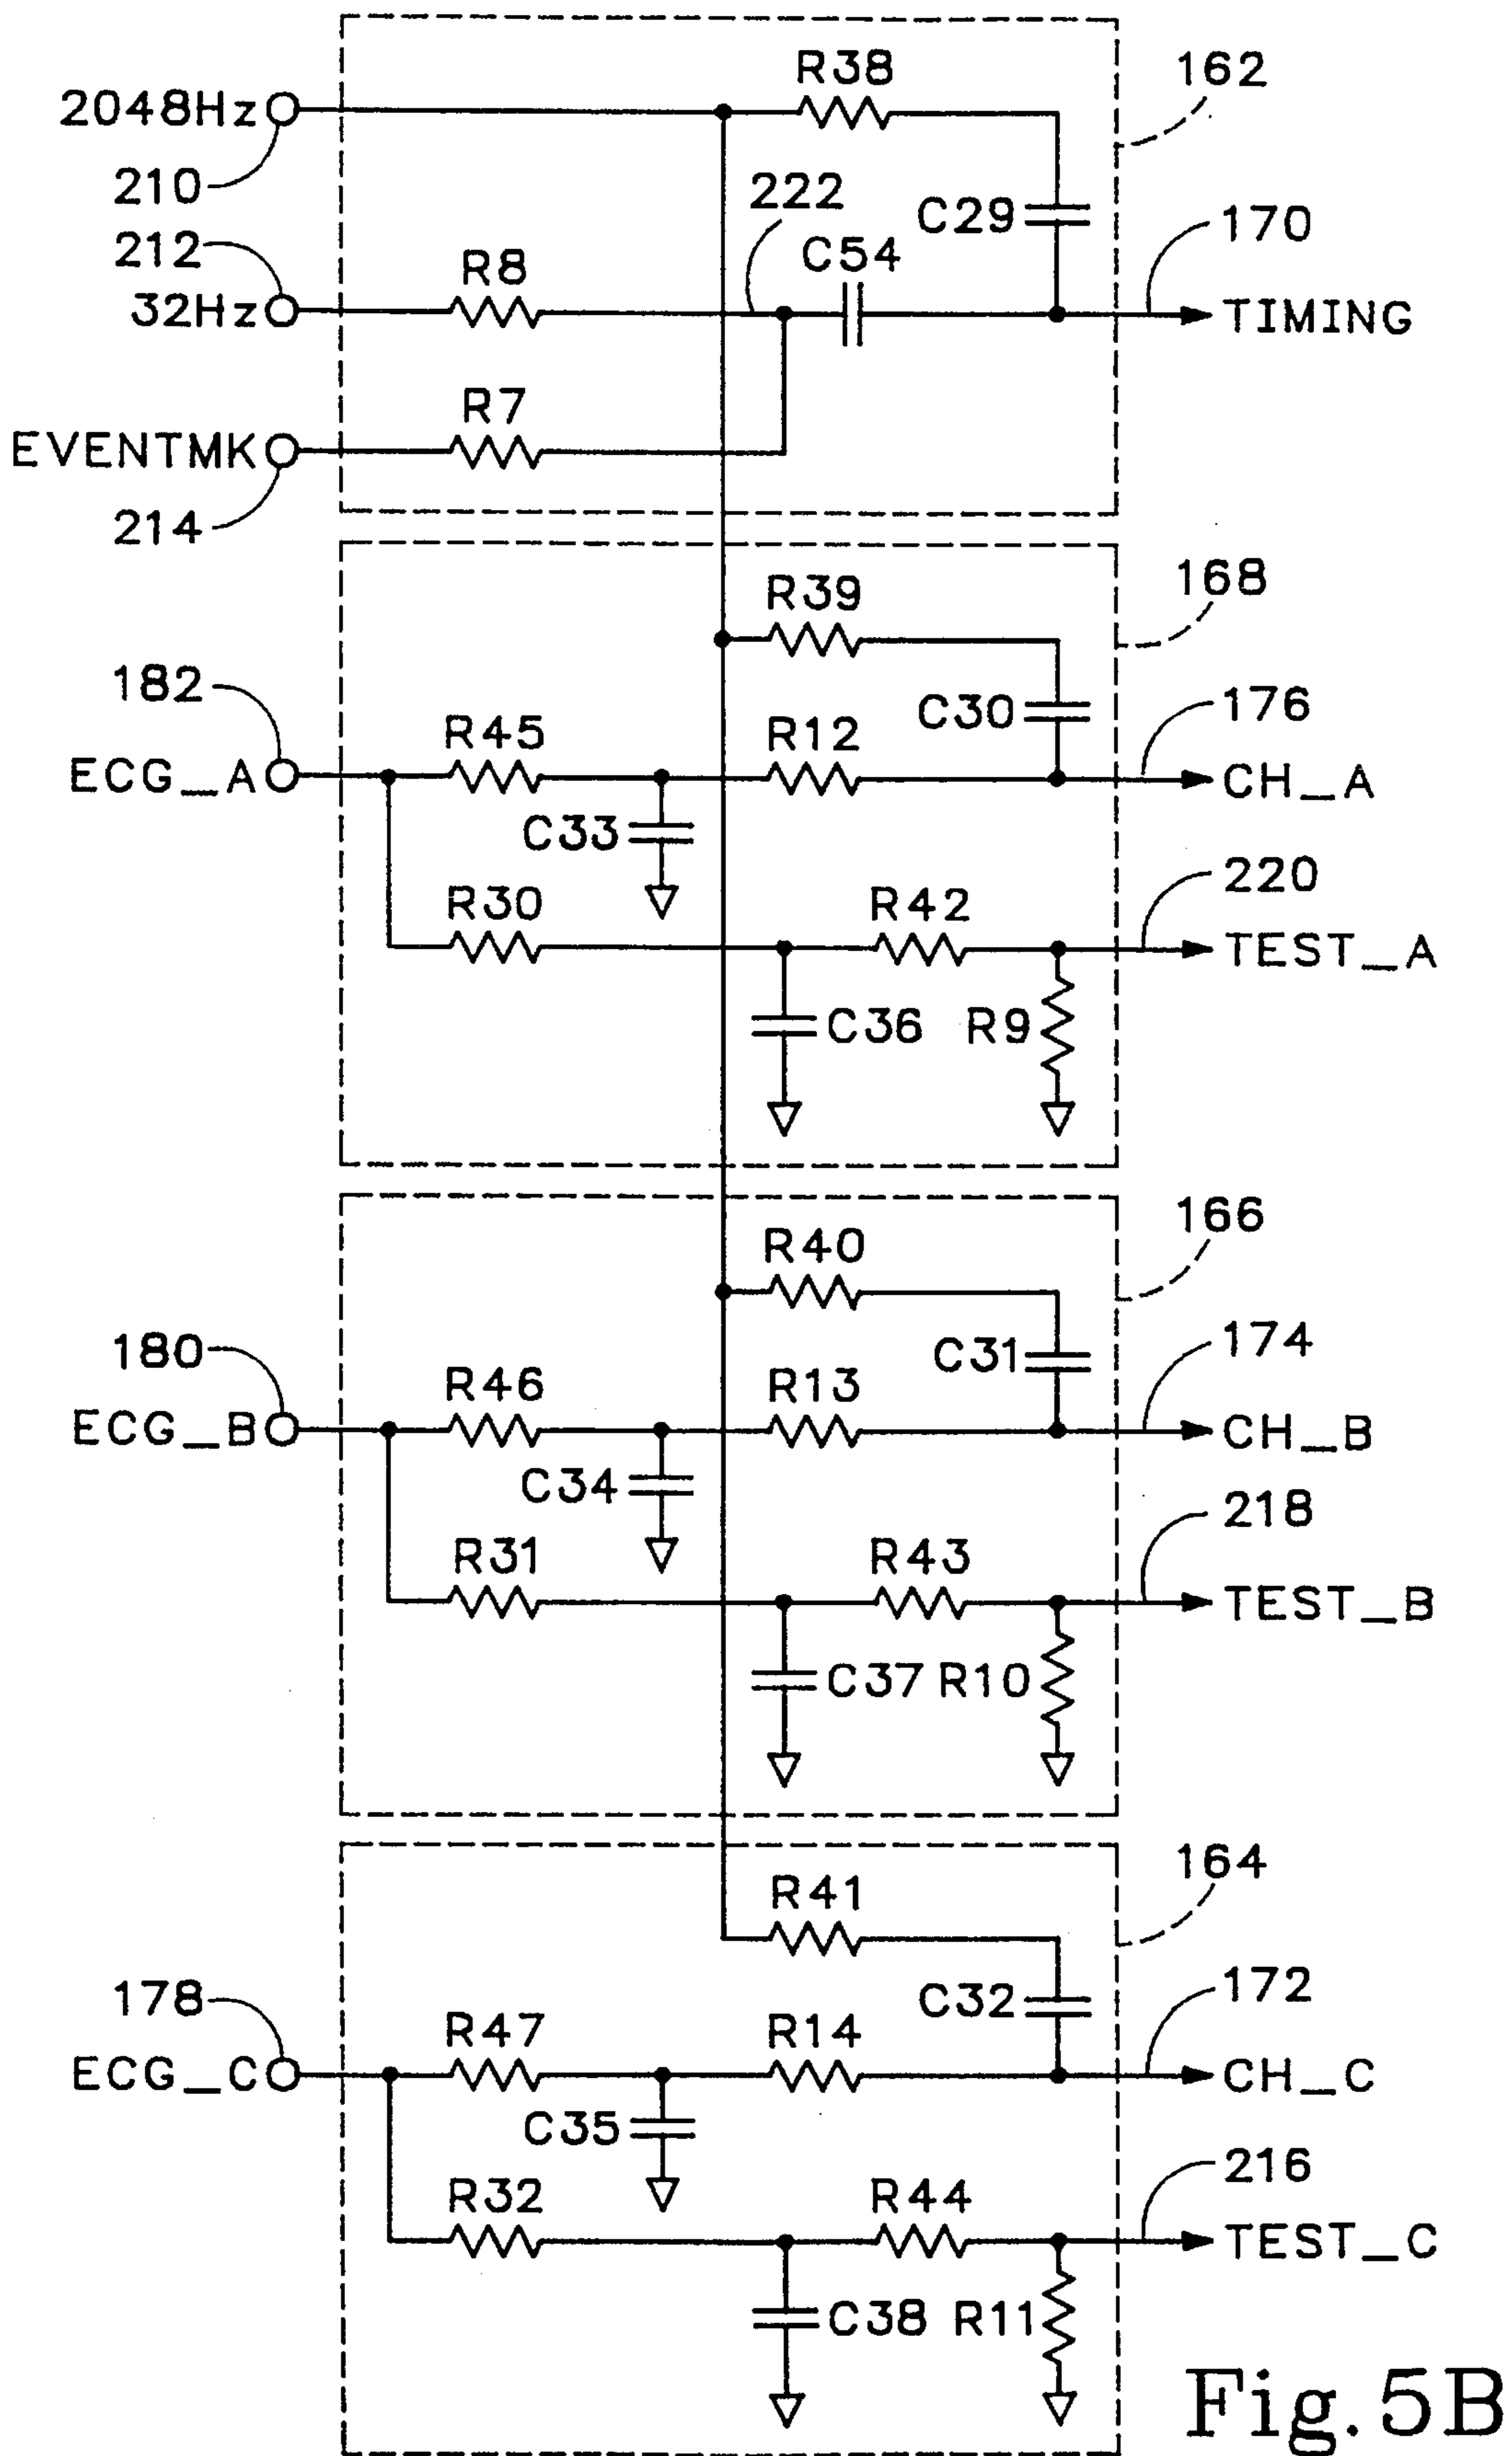 R38
162
2048Hz
210
222
C29
170
212
C54
R8
32Hz
TIMING
R7
EVENTMK
214
R39
168
182
C30
176
R45
R12
ECG_A
CH_A
C33
220
R30
R42
TEST_A
C36
R9
166
R40
180
C31
174
R46
R13
ECG_B
CH_B
C34
218
R31
R43
TEST_B
C37
R10
164
R41
178
C32
172
R47
R14
ECG_C
CH_C
C35
216
R32
R44
TEST_C
C38
R11
Fig. 5B